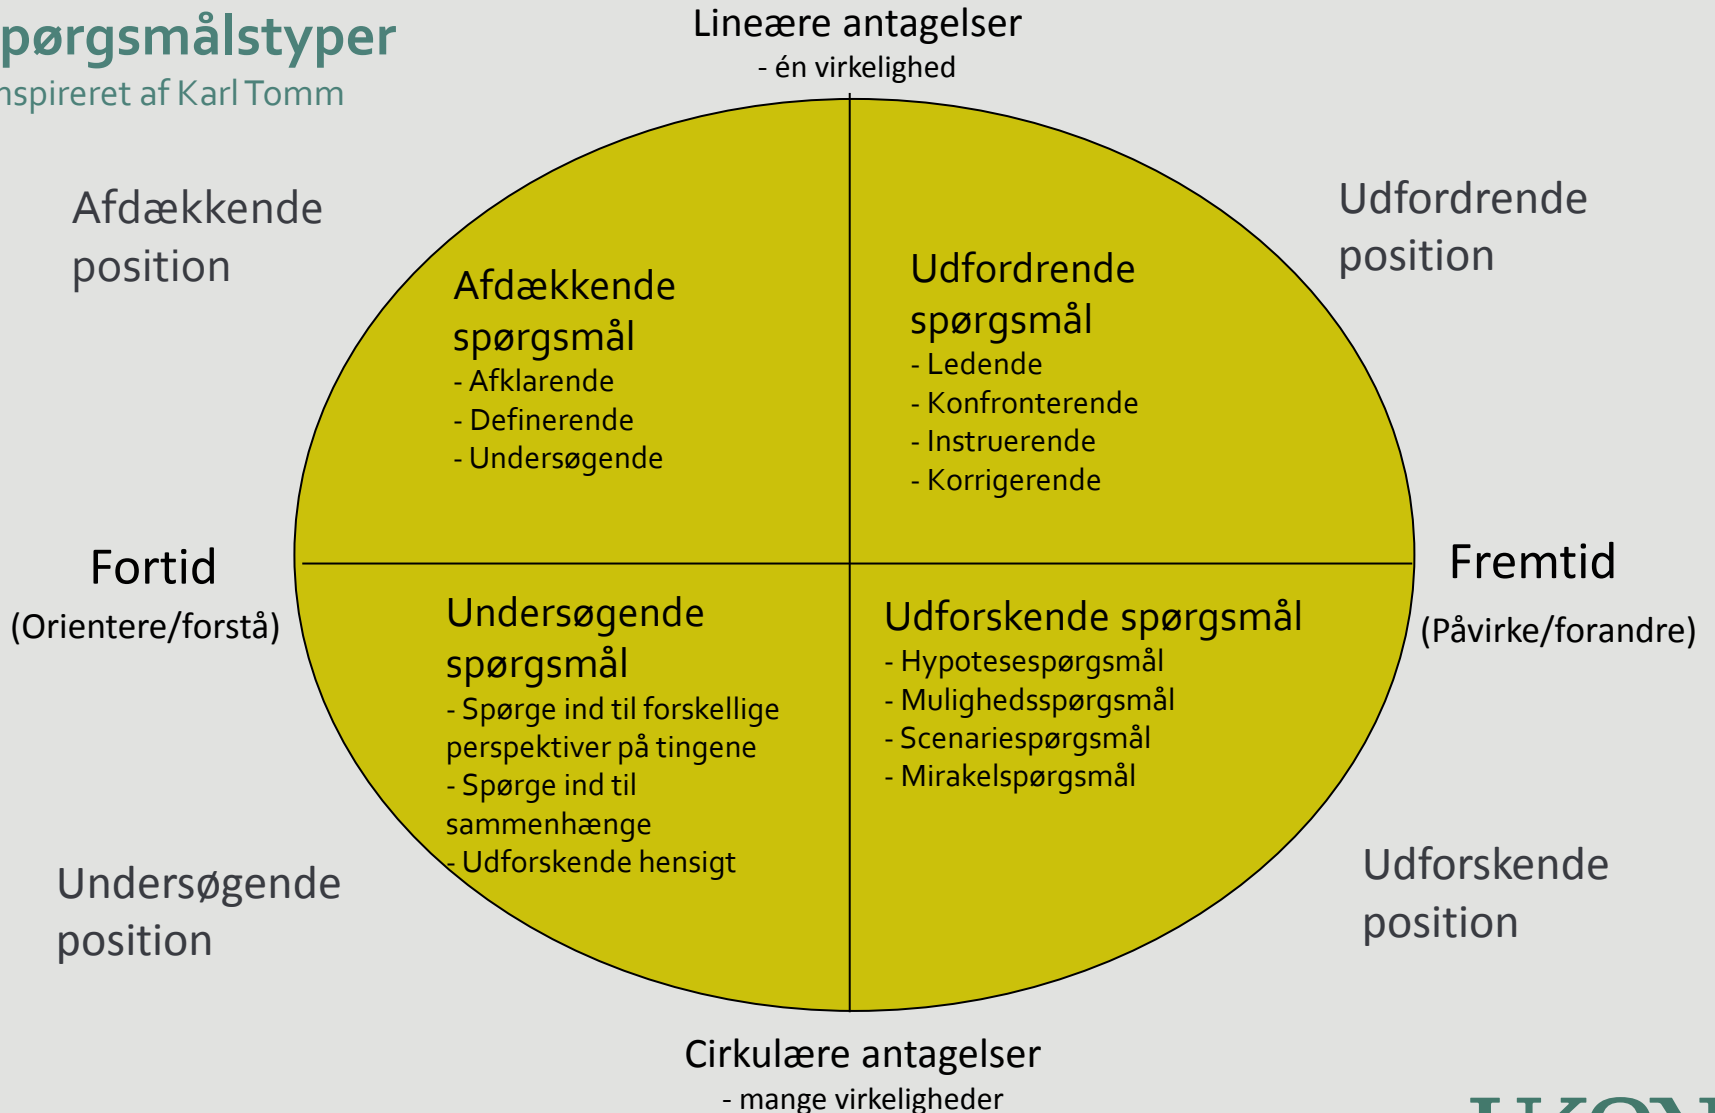 pørgsmålstyper
nspireret af Karl Tomm
Lineære antagelser
- én virkelighed
Afdækkende
position
Udfordrende
position
Afdækkende
spørgsmål
- Afklarende
- Definerende
- Undersøgende
Udfordrende
spørgsmål
- Ledende
- Konfronterende
- Instruerende
- Korrigerende
Fortid
(Orientere/forstå)
Fremtid
(Påvirke/forandre)
Undersøgende
spørgsmål
- Spørge ind til forskellige
perspektiver på tingene
- Spørge ind til
sammenhænge
- Udforskende hensigt
Udforskende spørgsmål
- Hypotesespørgsmål
- Mulighedsspørgsmål
- Scenariespørgsmål
- Mirakelspørgsmål
Undersøgende
position
Udforskende
position
Cirkulære antagelser
- mange virkeligheder